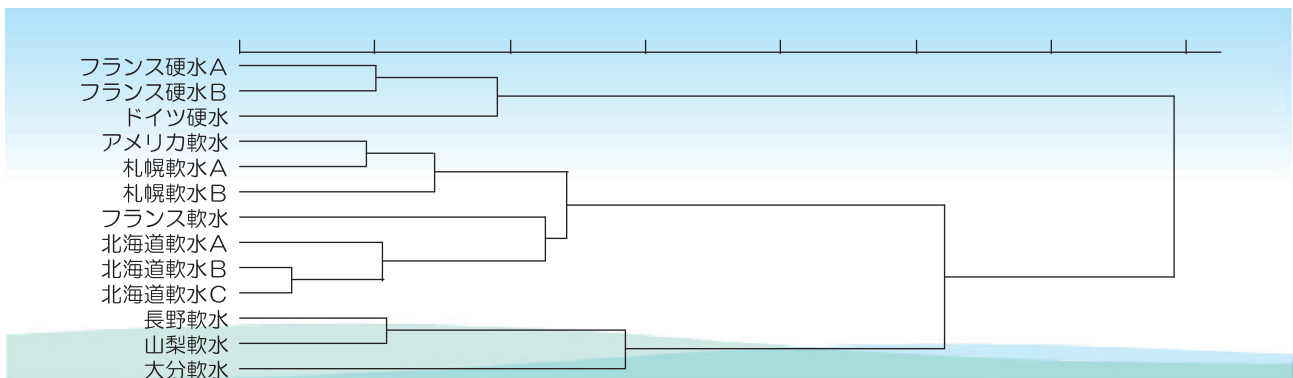 フランス硬水A
フランス硬水B
ドイツ硬水
アメリカ軟水
札幌軟水A
札幌軟水B
フランス軟水
北海道軟水A
北海道軟水B
北海道軟水C
長野軟水
山梨軟水
大分軟水